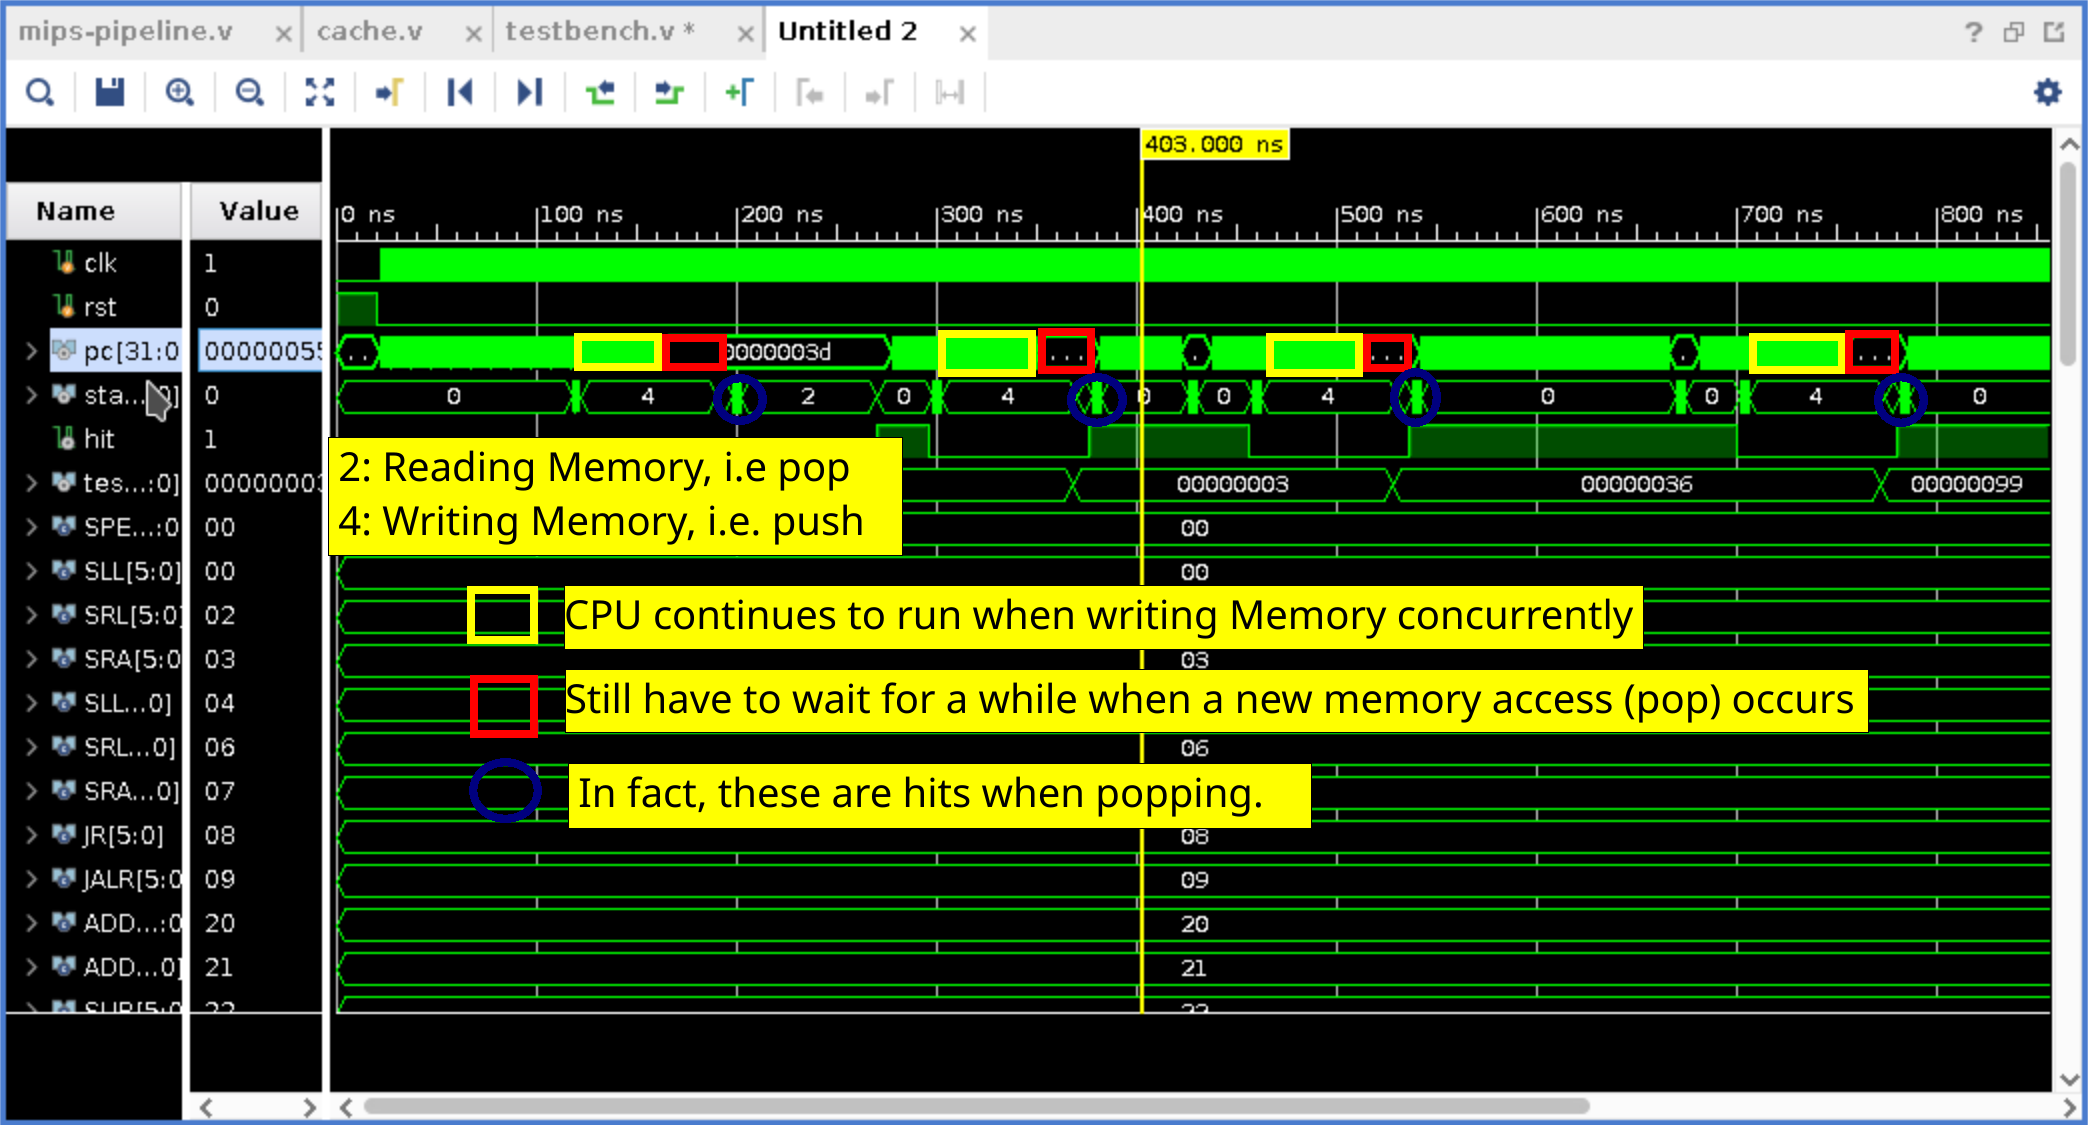 mips-pipeline.v × cache.v × testbench.v * × Untitled 2 ×
403.000 ns
Name Value 0 ns 100 ns 200 ns 300 ns 400 ns 500 ns 600 ns 700 ns 800 ns
clk 1
rst 0
pc[31:0 00000055 .. 0000003d ... . ... . ...
sta...0] 0 0 4 2 0 4 0 0 4 0 0 4 0
hit 1
tes...:0] 00000003 00000003 00000036 00000099
2: Reading Memory, i.e pop
4: Writing Memory, i.e. push
SPE...:0 00 00
SLL[5:0] 00 00
SRL[5:0] 02
CPU continues to run when writing Memory concurrently
SRA[5:0 03 03
SLL...0] 04
Still have to wait for a while when a new memory access (pop) occurs
SRL...0] 06 06
SRA...0] 07
In fact, these are hits when popping.
JR[5:0] 08 08
JALR[5:0 09 09
ADD...:0 20 20
ADD...0] 21 21
SUB[5:0 22 22